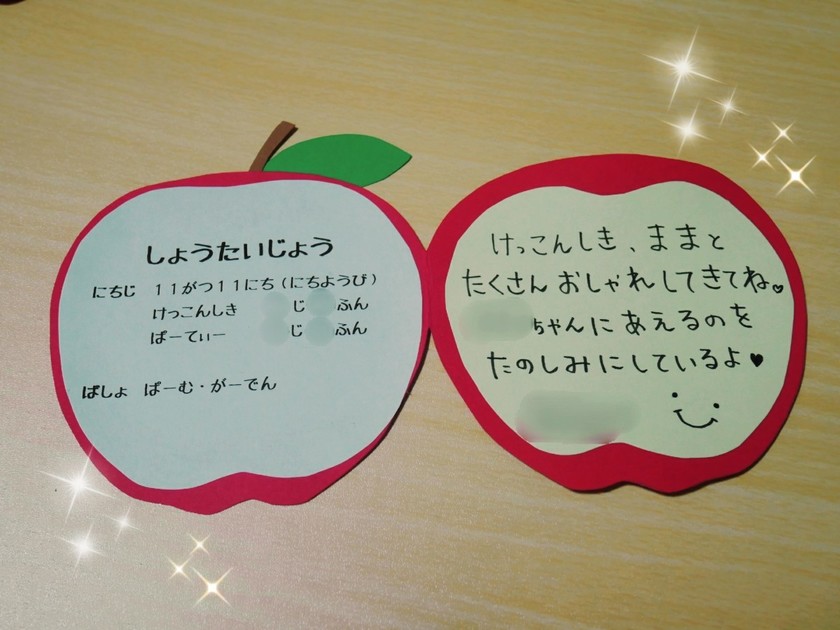 しょうたいじょう
にちじ 11がつ11にち(にちようび)
けっこんしき じ ふん
ぱーてぃー じ ふん
ばしょ ぱーむ・がーでん
けっこんしき、ままと
たくさんおしゃれしてきてね。
ちゃんにあえるのを
たのしみにしているよ♥